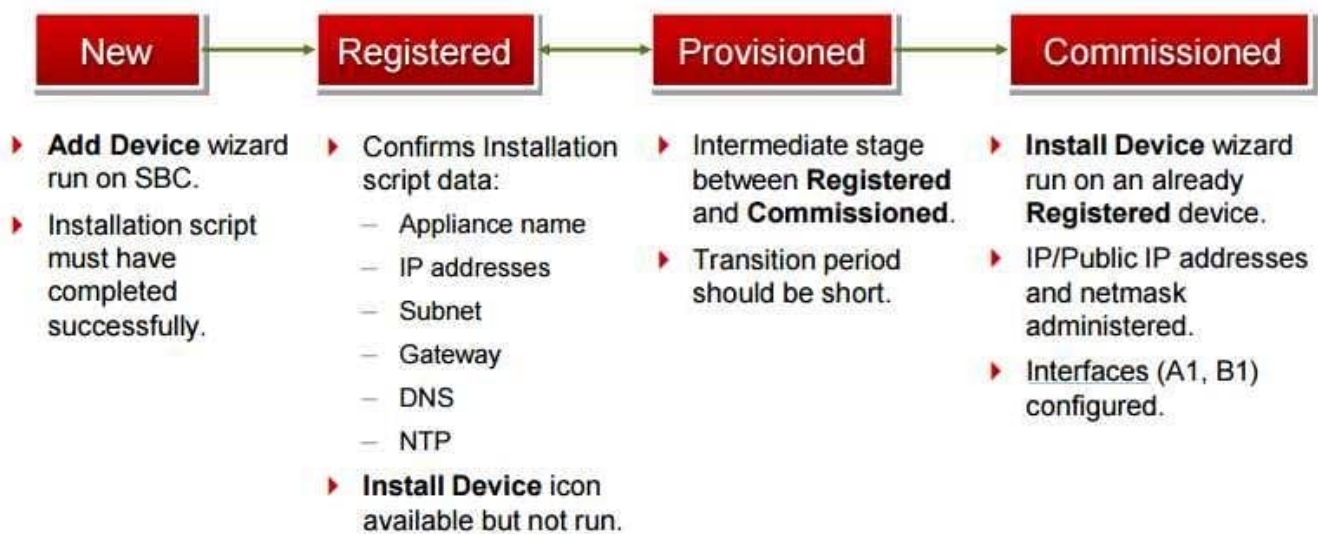 New
Registered
Provisioned
Commissioned
Add Device wizard
run on SBC.
Installation script
must have
completed
successfully.
Confirms Installation
script data:
– Appliance name
– IP addresses
– Subnet
– Gateway
– DNS
– NTP
Install Device icon
available but not run.
Intermediate stage
between Registered
and Commissioned.
Transition period
should be short.
Install Device wizard
run on an already
Registered device.
IP/Public IP addresses
and netmask
administered.
Interfaces (A1, B1)
configured.